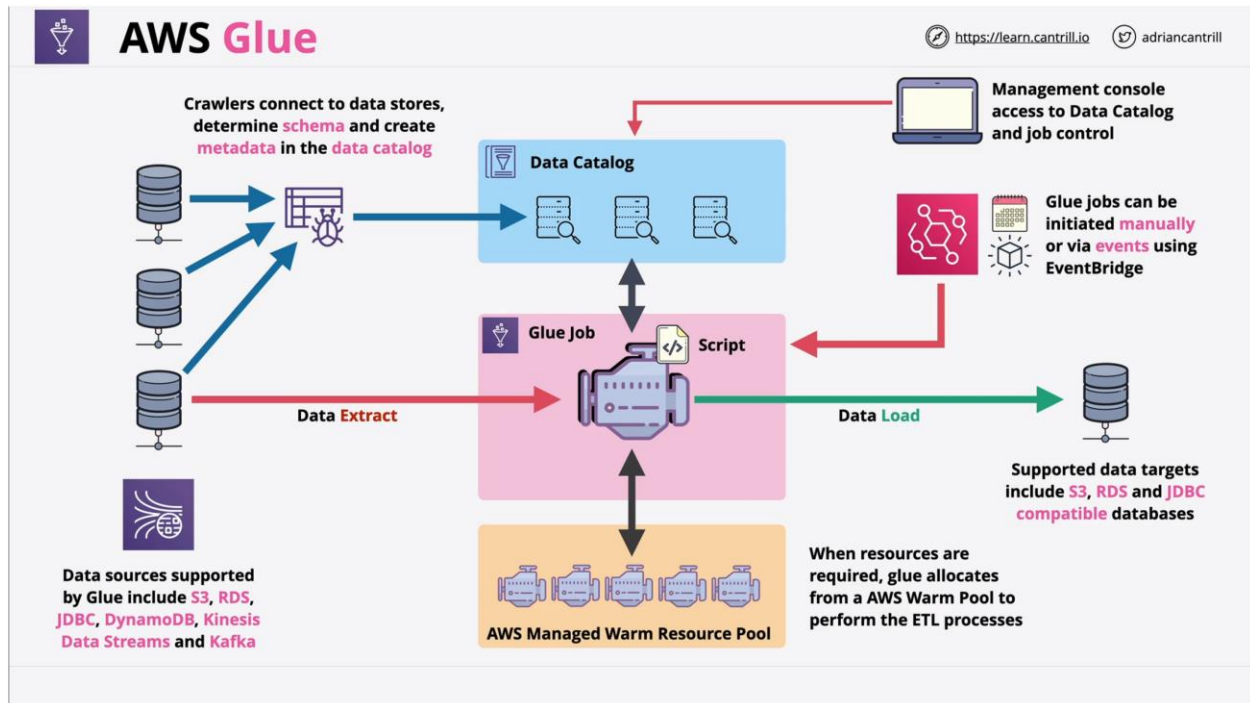 AWS Glue
https://learn.cantrill.io
adriancantrill
Crawlers connect to data stores,
determine schema and create
metadata in the data catalog
Management console
access to Data Catalog
and job control
Data Catalog
Glue jobs can be
initiated manually
or via events using
EventBridge
Glue Job
</>
Script
Data Extract
Data Load
Supported data targets
include S3, RDS and JDBC
compatible databases
Data sources supported
by Glue include S3, RDS,
JDBC, DynamoDB, Kinesis
Data Streams and Kafka
AWS Managed Warm Resource Pool
When resources are
required, glue allocates
from a AWS Warm Pool to
perform the ETL processes